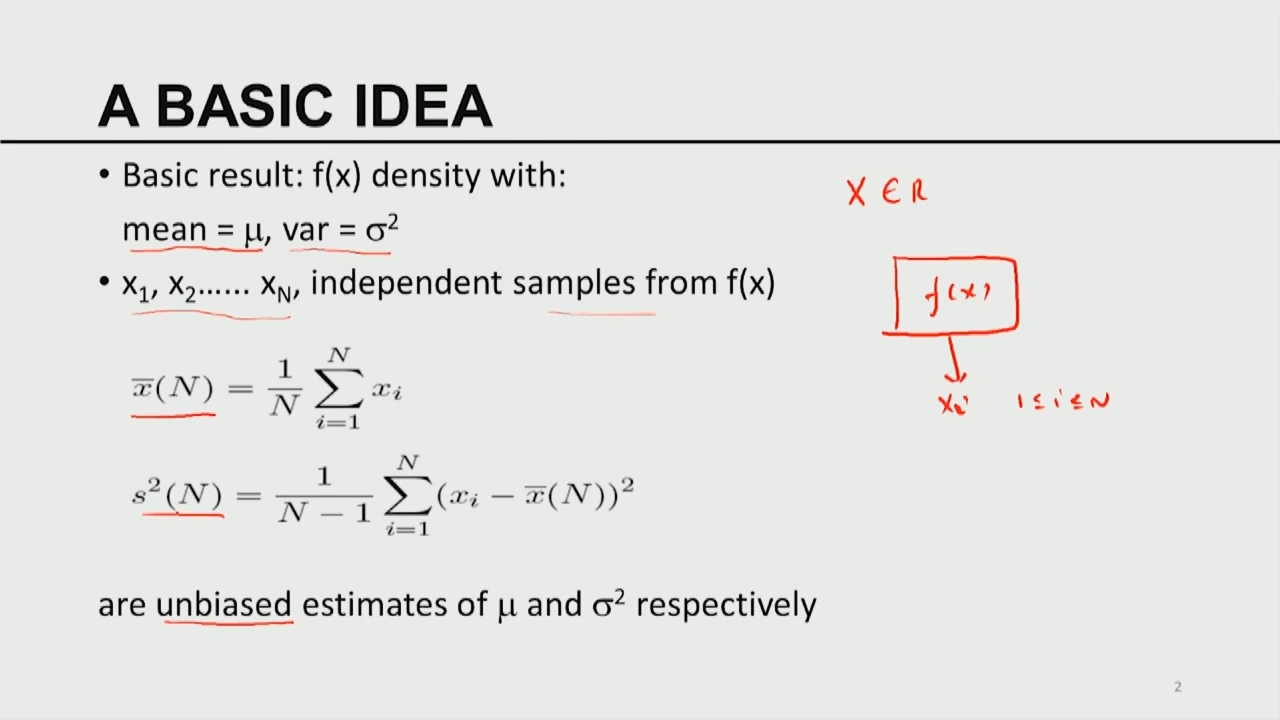 A BASIC IDEA
• Basic result: f(x) density with:
mean = μ, var = σ²
• x₁, x₂...... x_N, independent samples from f(x)
x̅(N) = 1/N ∑_{i=1}^{N} x_i
s²(N) = 1/(N − 1) ∑_{i=1}^{N} (x_i − x̅(N))²
are unbiased estimates of μ and σ² respectively
X ∈ R
f(x)
x_i 1 ≤ i ≤ N
2